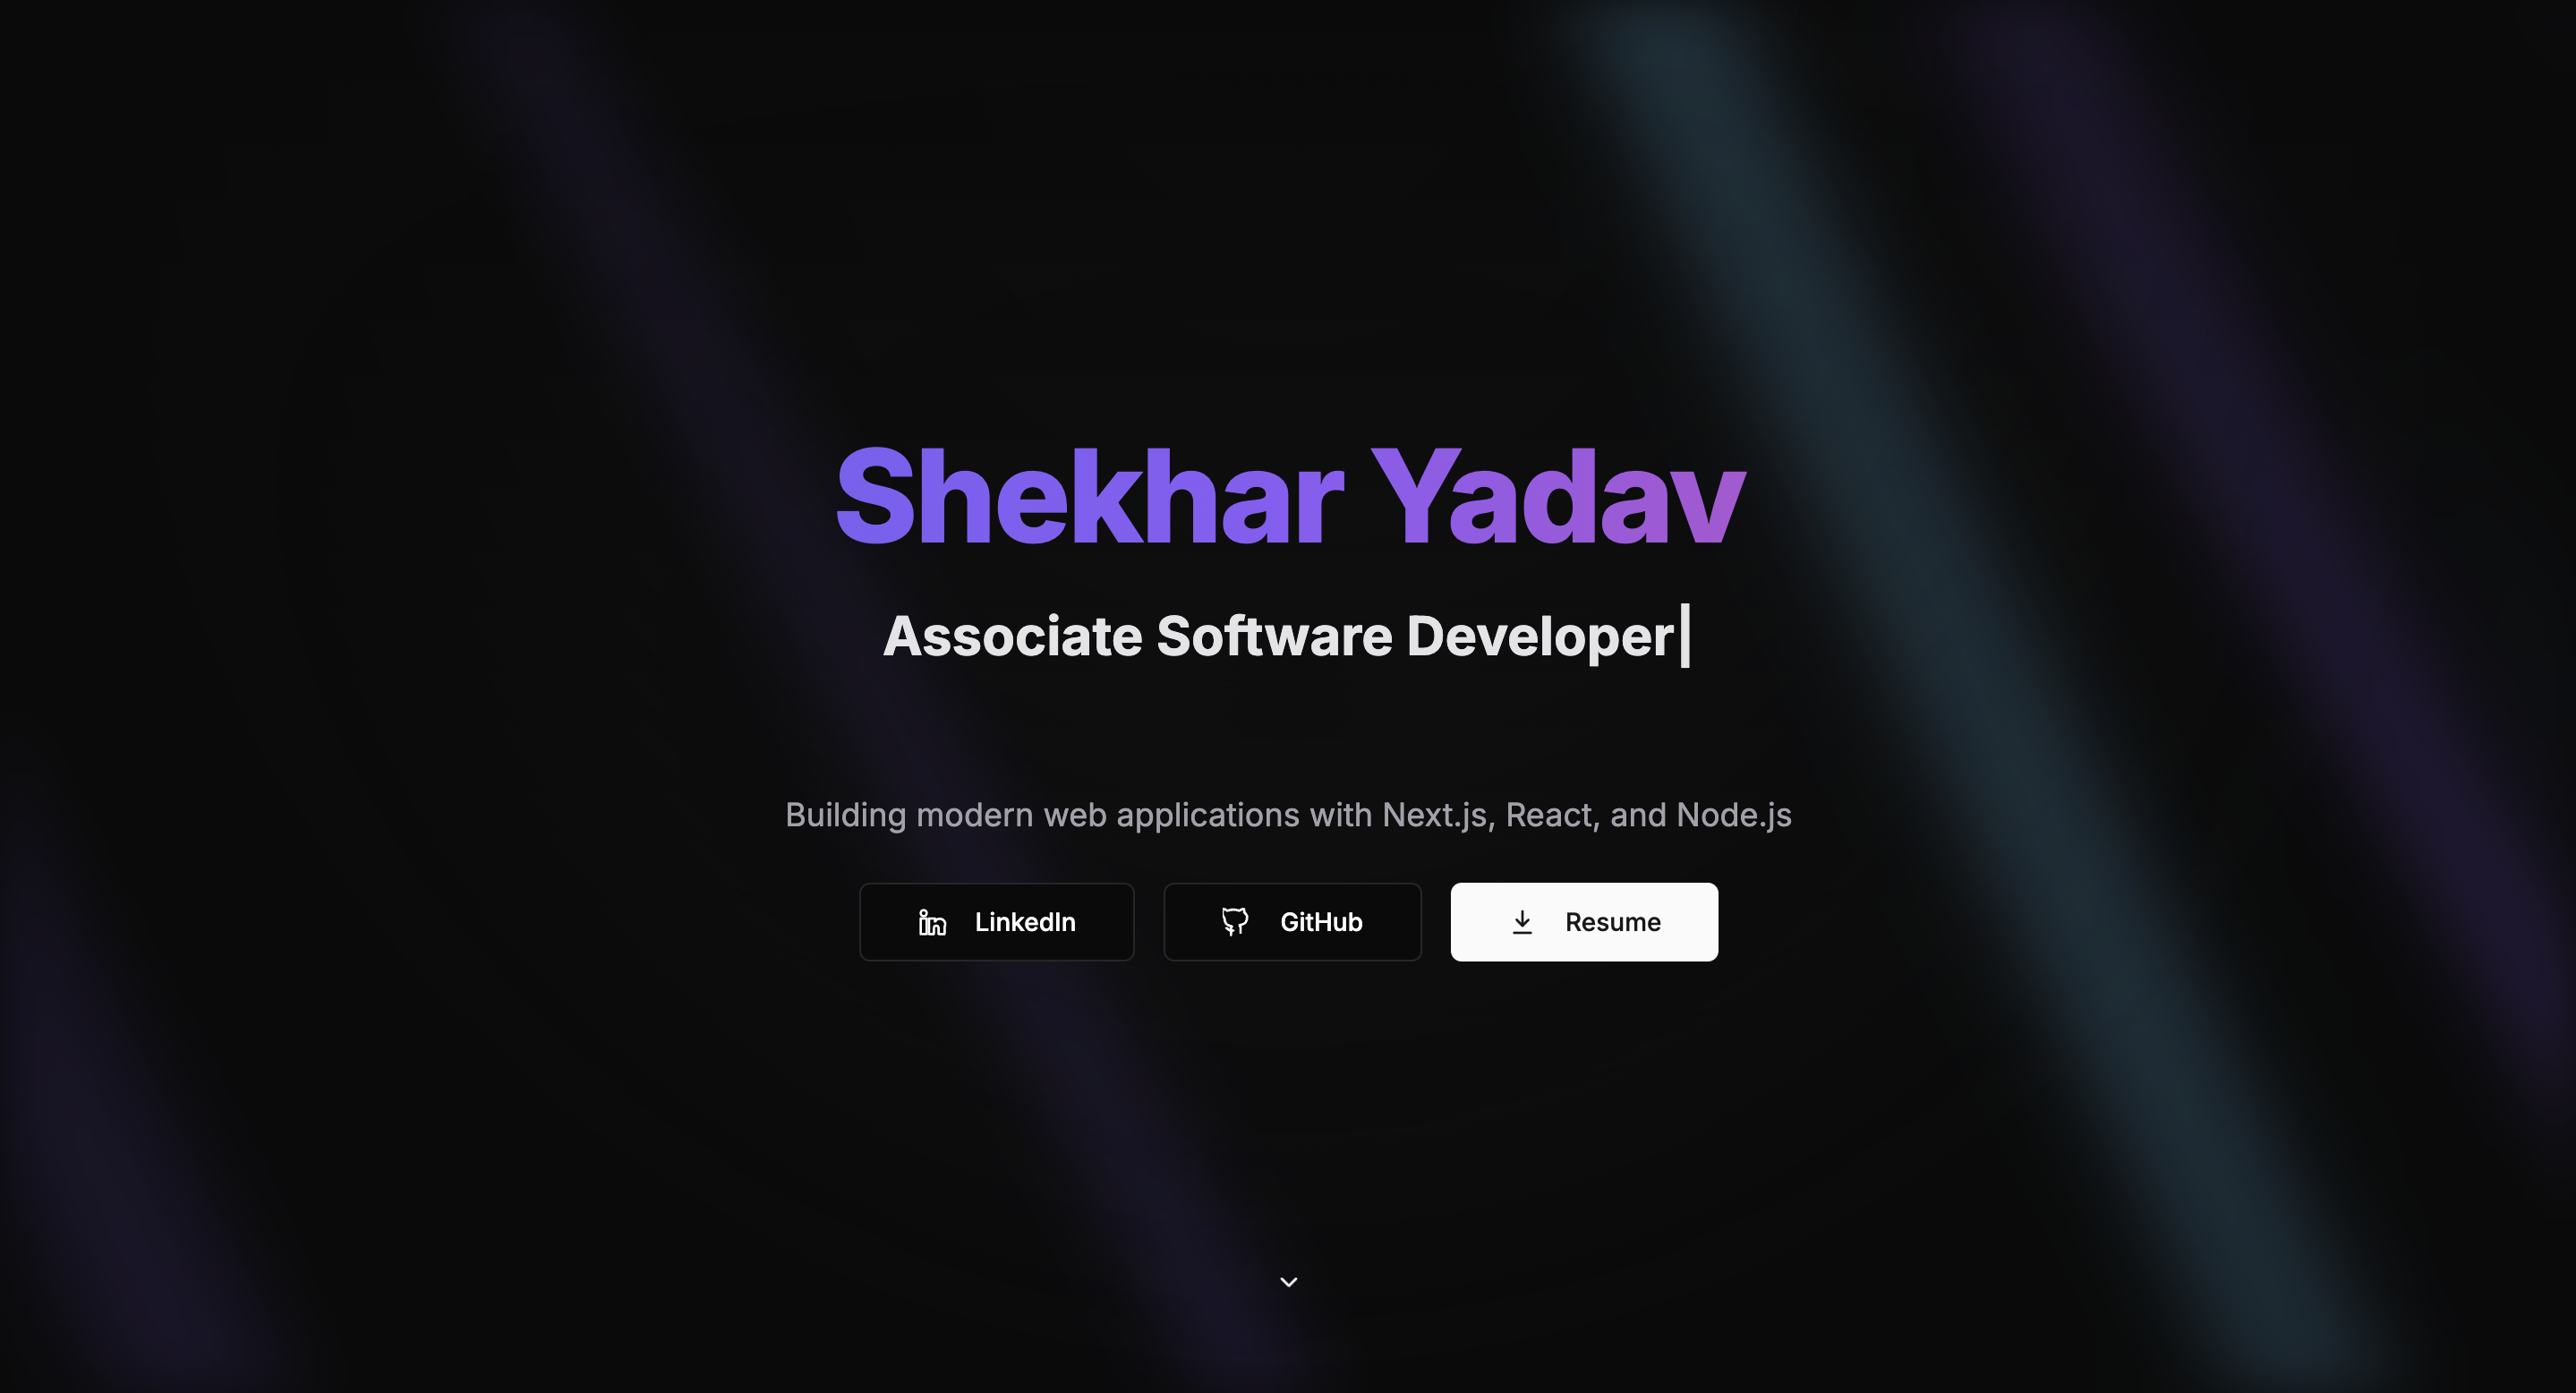 Shekhar Yadav
Associate Software Developer|
Building modern web applications with Next.js, React, and Node.js
LinkedIn GitHub Resume